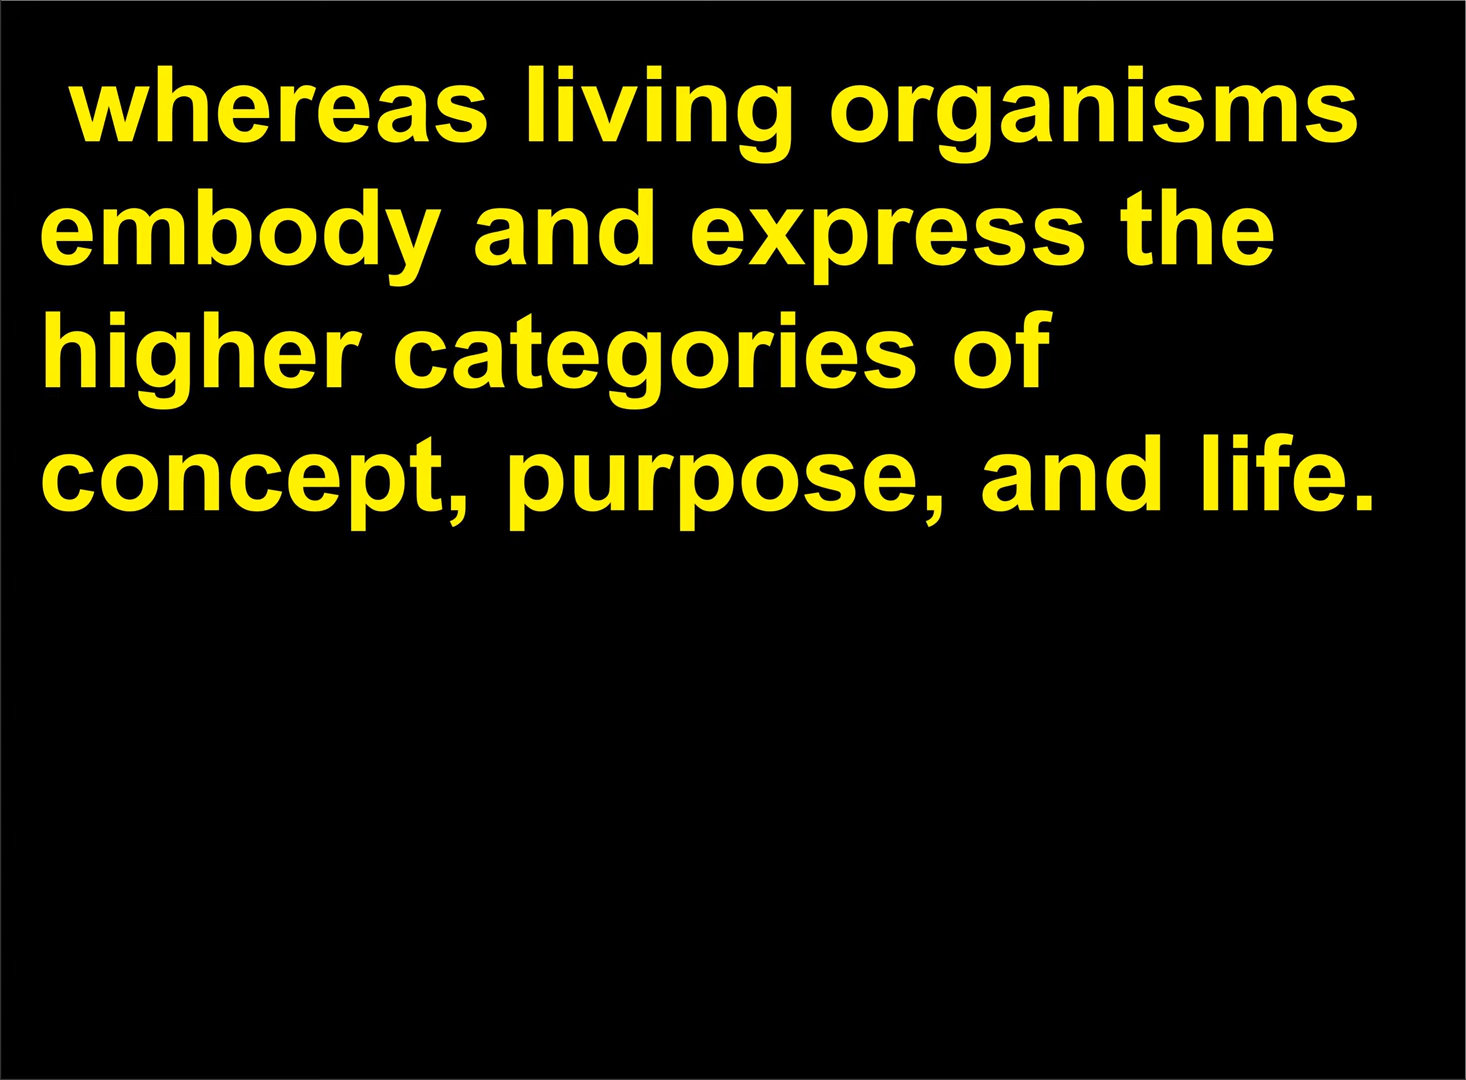 whereas living organisms
embody and express the
higher categories of
concept, purpose, and life.